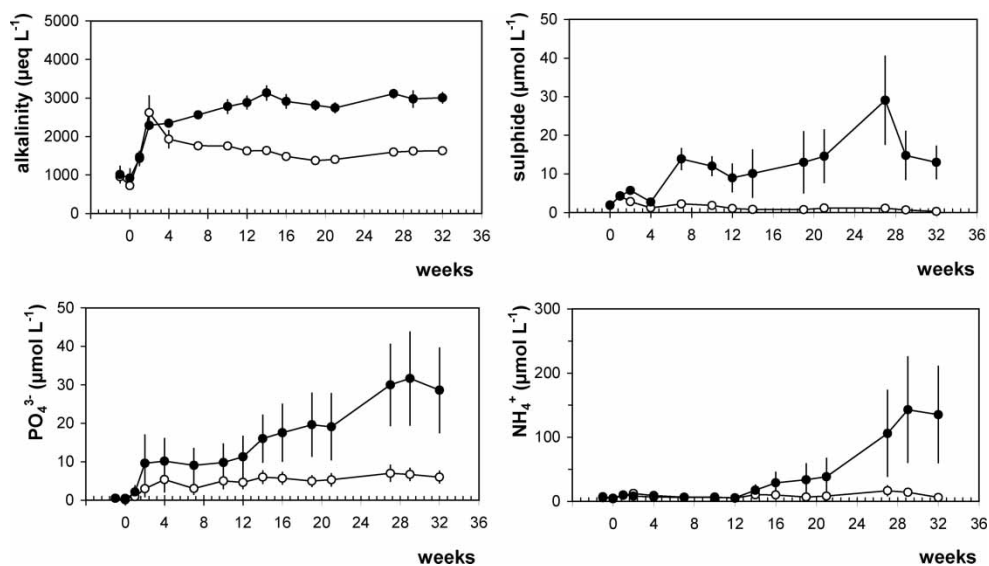 alkalinity (µeq L⁻¹)
5000
4000
3000
2000
1000
0
0 4 8 12 16 20 24 28 32 36
weeks
sulphide (µmol L⁻¹)
50
40
30
20
10
0
0 4 8 12 16 20 24 28 32 36
weeks
PO₄³⁻ (µmol L⁻¹)
50
40
30
20
10
0
0 4 8 12 16 20 24 28 32 36
weeks
NH₄⁺ (µmol L⁻¹)
300
200
100
0
0 4 8 12 16 20 24 28 32 36
weeks